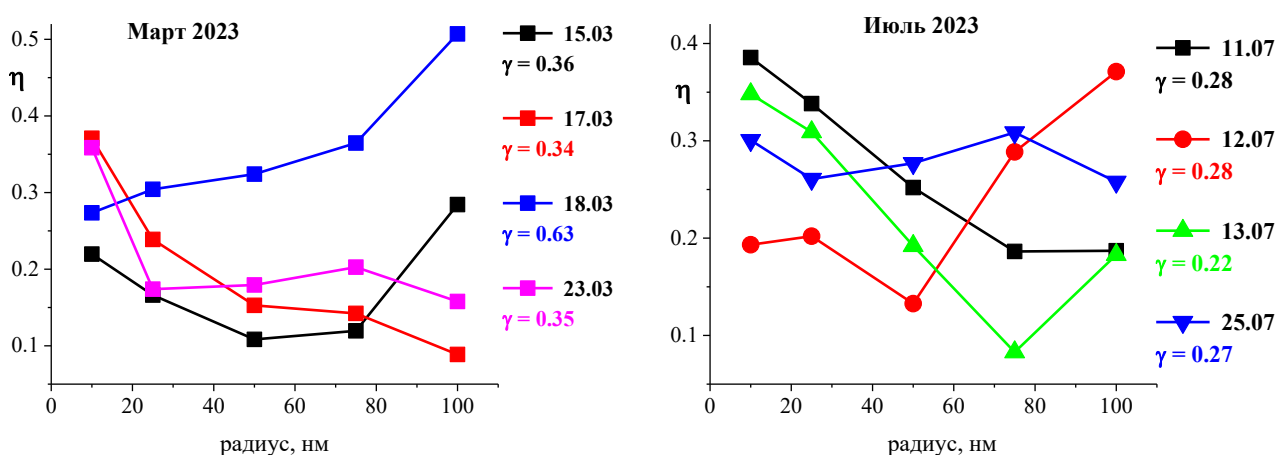 Март 2023
η
0.5
0.4
0.3
0.2
0.1
0 20 40 60 80 100
радиус, нм
15.03
γ = 0.36
17.03
γ = 0.34
18.03
γ = 0.63
23.03
γ = 0.35
Июль 2023
η
0.4
0.3
0.2
0.1
0 20 40 60 80 100
радиус, нм
11.07
γ = 0.28
12.07
γ = 0.28
13.07
γ = 0.22
25.07
γ = 0.27